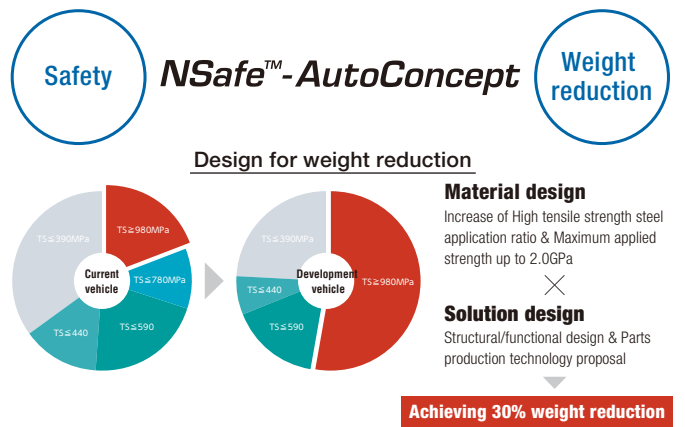 Safety
NSafe™-AutoConcept
Weight
reduction
Design for weight reduction
TS≦390MPa
TS≧980MPa
TS≦780MPa
TS≦590
TS≦440
Current
vehicle
TS≦390MPa
TS≧980MPa
TS≦440
TS≦590
Development
vehicle
Material design
Increase of High tensile strength steel
application ratio & Maximum applied
strength up to 2.0GPa
Solution design
Structural/functional design & Parts
production technology proposal
Achieving 30% weight reduction